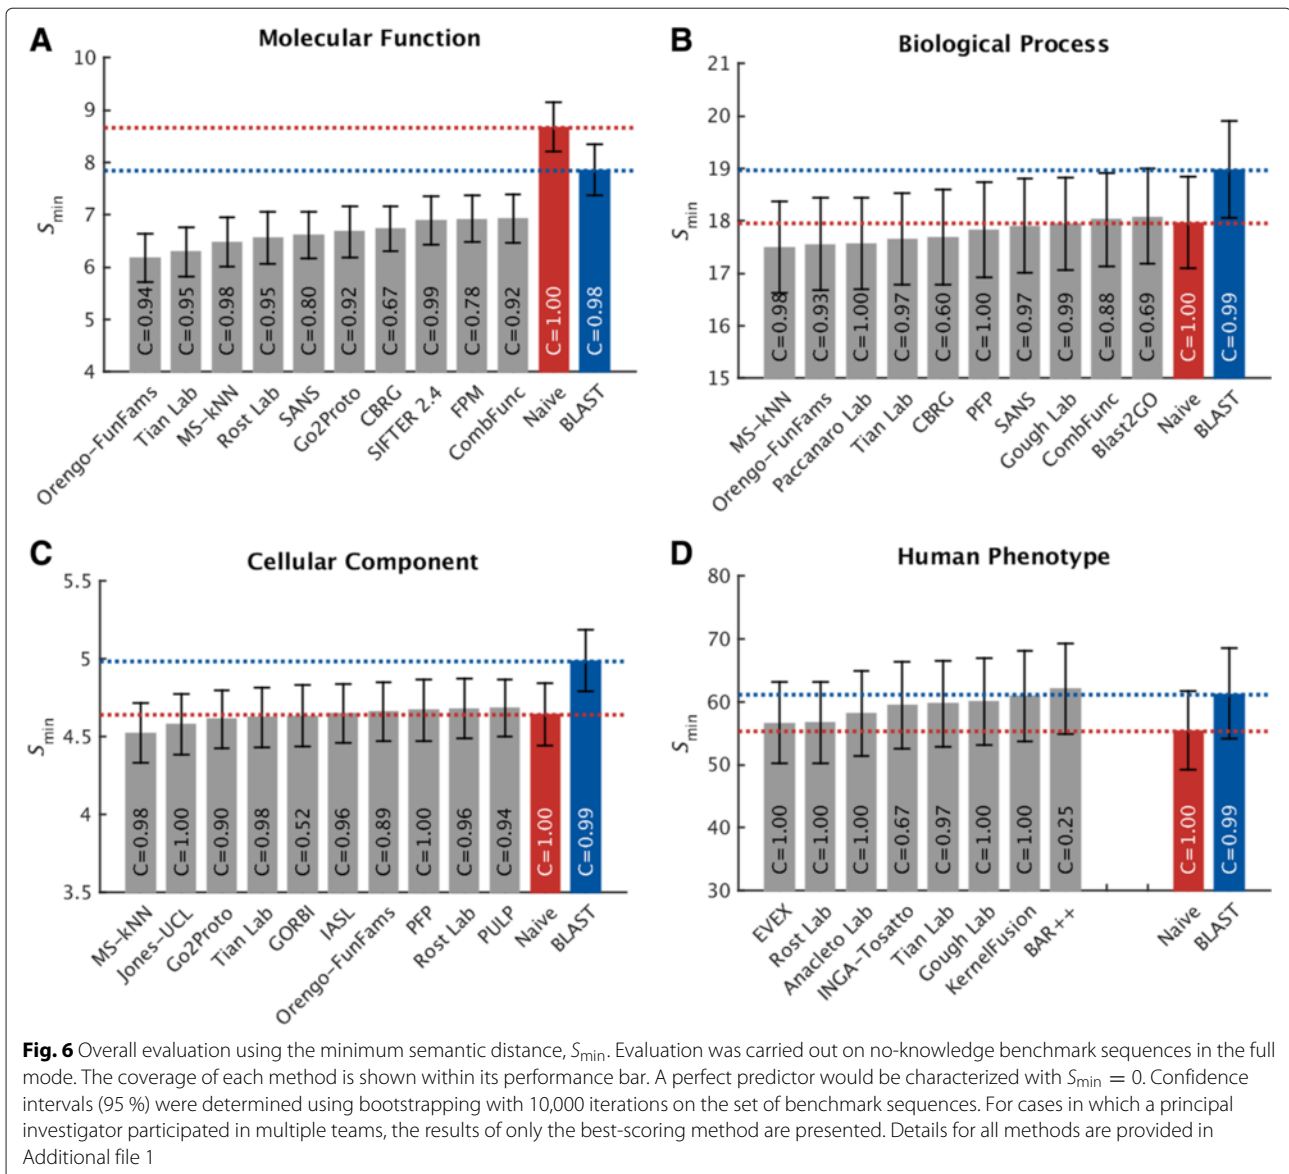 A
Molecular Function
10
9
8
7
6
5
4
Smin
C=0.94
C=0.95
C=0.98
C=0.95
C=0.80
C=0.92
C=0.67
C=0.99
C=0.78
C=0.92
C=1.00
C=0.98
Orengo-FunFams
Tian Lab
MS-kNN
Rost Lab
SANS
Go2Proto
CBRG
SIFTER 2.4
FPM
CombFunc
Naive
BLAST
B
Biological Process
21
20
19
18
17
16
15
Smin
C=0.98
C=0.93
C=1.00
C=0.97
C=0.60
C=1.00
C=0.97
C=0.99
C=0.88
C=0.69
C=1.00
C=0.99
MS-kNN
Orengo-FunFams
Paccanaro Lab
Tian Lab
CBRG
PFP
SANS
Gough Lab
CombFunc
Blast2GO
Naive
BLAST
C
Cellular Component
5.5
5
4.5
4
3.5
Smin
C=0.98
C=1.00
C=0.90
C=0.98
C=0.52
C=0.96
C=0.89
C=1.00
C=0.96
C=0.94
C=1.00
C=0.99
MS-kNN
Jones-UCL
Go2Proto
Tian Lab
GORBI
IASL
Orengo-FunFams
PFP
Rost Lab
PULP
Naive
BLAST
D
Human Phenotype
80
70
60
50
40
30
Smin
C=1.00
C=1.00
C=1.00
C=0.67
C=0.97
C=1.00
C=1.00
C=0.25
C=1.00
C=0.99
EVEX
Rost Lab
Anacleto Lab
INGA-Tosatto
Tian Lab
Gough Lab
KernelFusion
BAR++
Naive
BLAST
Fig. 6 Overall evaluation using the minimum semantic distance, Smin. Evaluation was carried out on no-knowledge benchmark sequences in the full
mode. The coverage of each method is shown within its performance bar. A perfect predictor would be characterized with Smin = 0. Confidence
intervals (95 %) were determined using bootstrapping with 10,000 iterations on the set of benchmark sequences. For cases in which a principal
investigator participated in multiple teams, the results of only the best-scoring method are presented. Details for all methods are provided in
Additional file 1